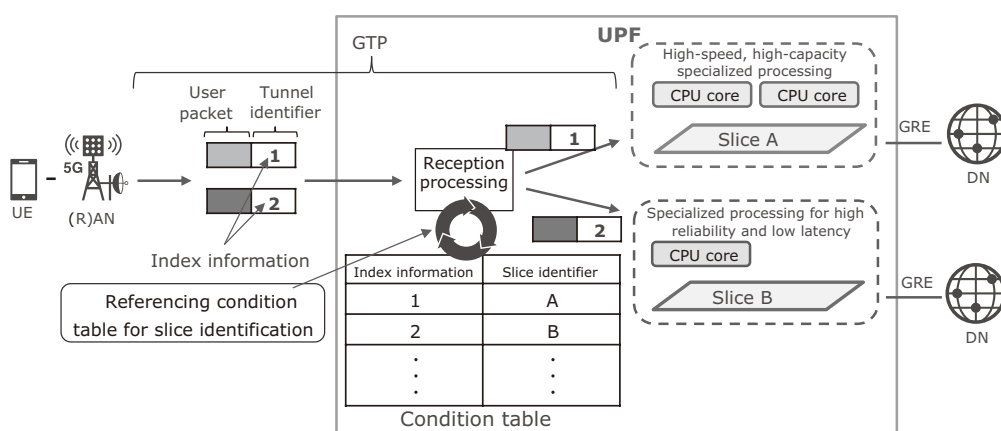 UPF
GTP
High-speed, high-capacity
specialized processing
CPU core
CPU core
Slice A
GRE
DN
User
packet
Tunnel
identifier
1
2
Index information
5G
UE
(R)AN
Reception
processing
1
2
Specialized processing for high
reliability and low latency
CPU core
Slice B
GRE
DN
Referencing condition
table for slice identification
Index information Slice identifier
1 A
2 B
Condition table